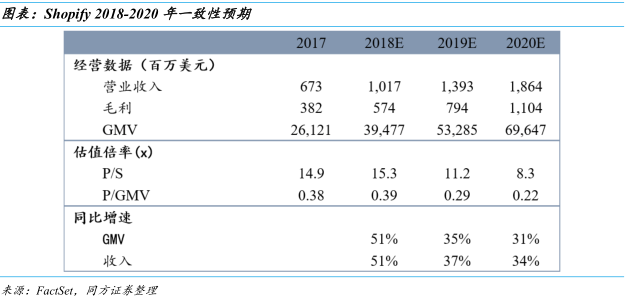 图表：Shopify 2018-2020 年一致性预期
2017 2018E 2019E 2020E
经营数据（百万美元）
营业收入 673 1,017 1,393 1,864
毛利 382 574 794 1,104
GMV 26,121 39,477 53,285 69,647
估值倍率(x)
P/S 14.9 15.3 11.2 8.3
P/GMV 0.38 0.39 0.29 0.22
同比增速
GMV 51% 35% 31%
收入 51% 37% 34%
来源：FactSet，同方证券整理